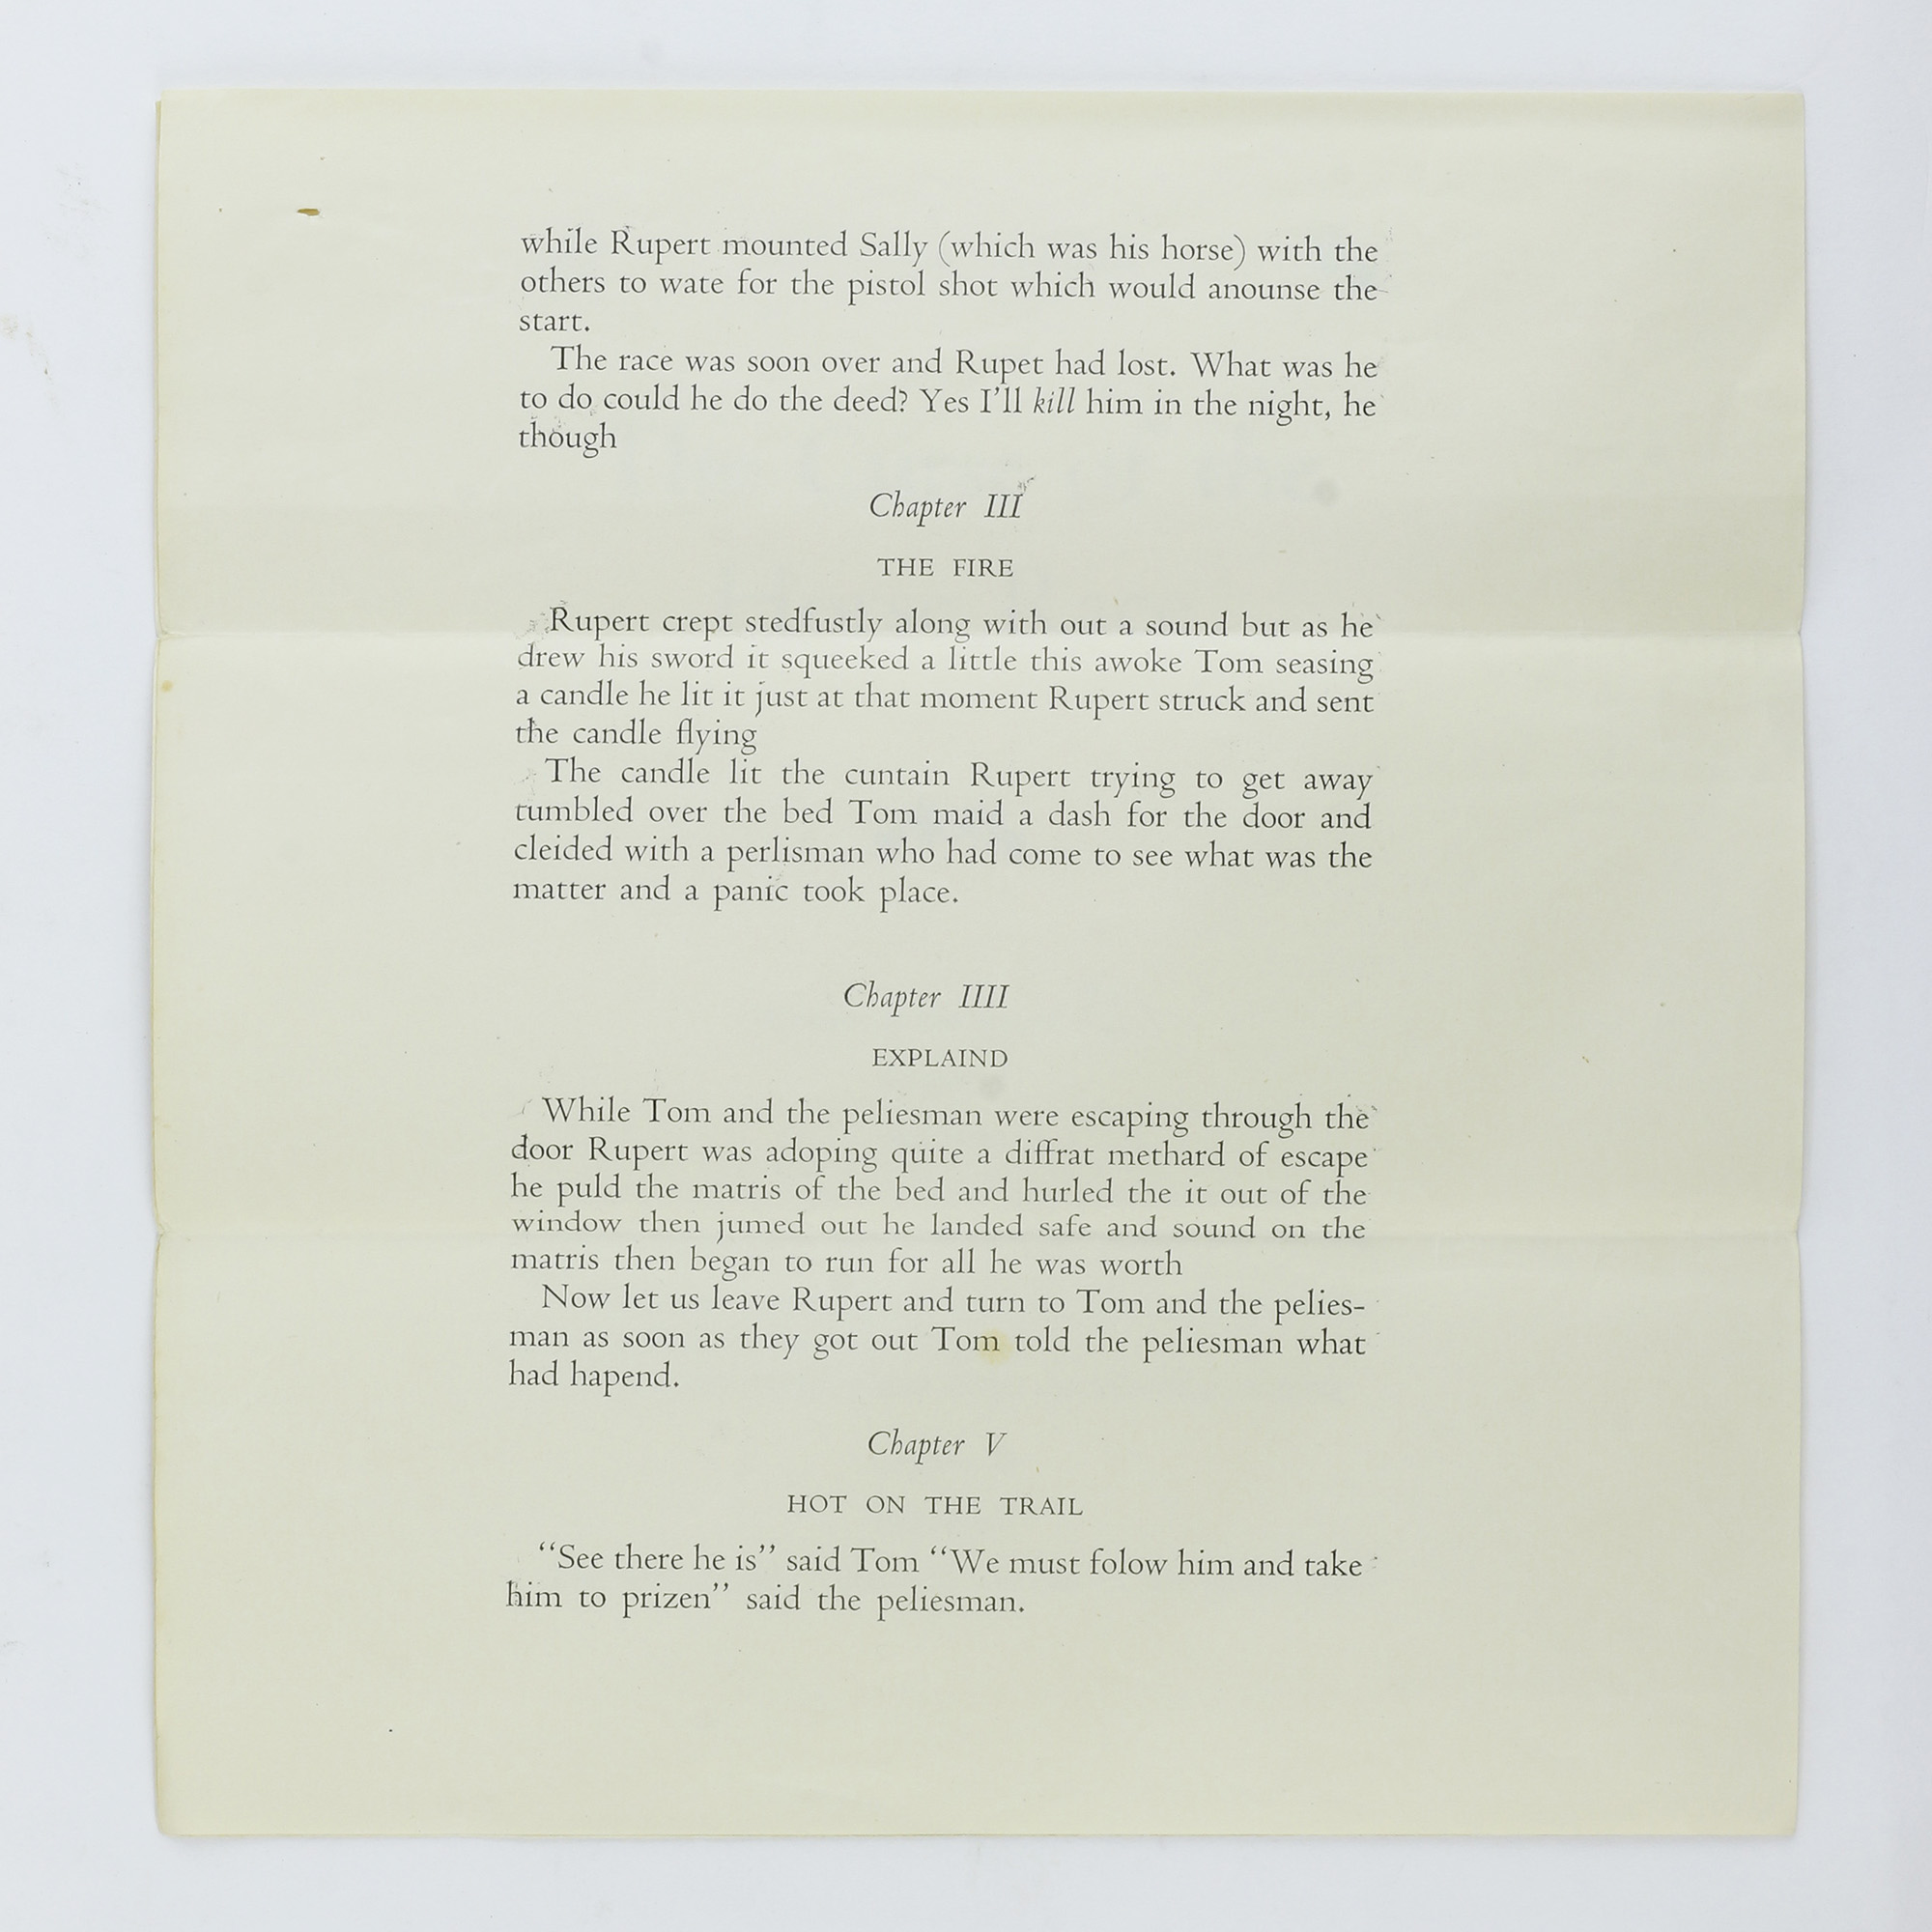 while Rupert mounted Sally (which was his horse) with the
others to wate for the pistol shot which would anounse the
start.
The race was soon over and Rupet had lost. What was he
to do could he do the deed? Yes I’ll kill him in the night, he
though
Chapter III
THE FIRE
Rupert crept stedfustly along with out a sound but as he
drew his sword it squeeked a little this awoke Tom seasing
a candle he lit it just at that moment Rupert struck and sent
the candle flying
The candle lit the cuntain Rupert trying to get away
tumbled over the bed Tom maid a dash for the door and
cleided with a perlisman who had come to see what was the
matter and a panic took place.
Chapter IIII
EXPLAIND
While Tom and the peliesman were escaping through the
door Rupert was adoping quite a diffrat methard of escape
he puld the matris of the bed and hurled the it out of the
window then jumed out he landed safe and sound on the
matris then began to run for all he was worth
Now let us leave Rupert and turn to Tom and the pelies-
man as soon as they got out Tom told the peliesman what
had hapend.
Chapter V
HOT ON THE TRAIL
“See there he is” said Tom “We must folow him and take
him to prizen” said the peliesman.